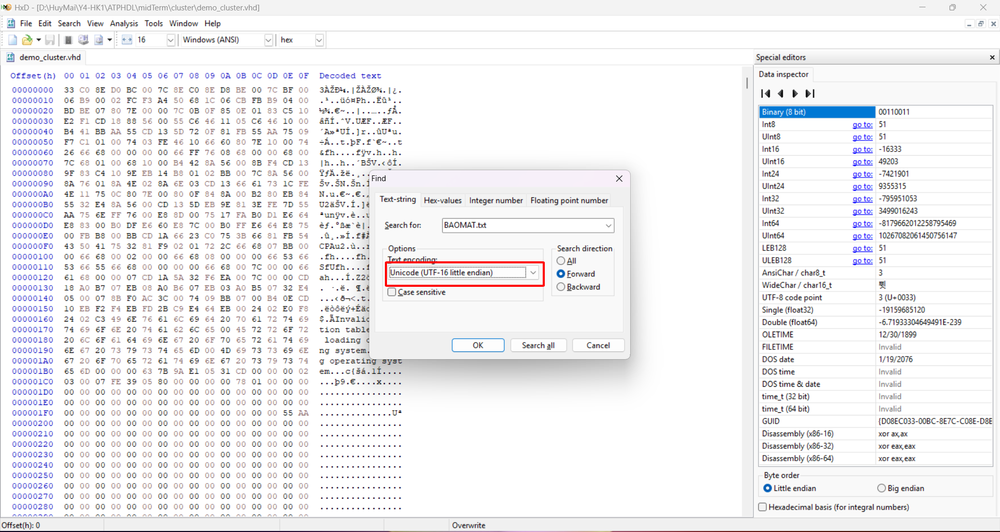 HxD - [D:\HuyMai\Y4-HK1\ATPHDL\midTerm\cluster\demo_cluster.vhd]
File Edit Search View Analysis Tools Window Help
16 Windows (ANSI) hex
demo_cluster.vhd
Offset(h) 00 01 02 03 04 05 06 07 08 09 0A 0B 0C 0D 0E 0F Decoded text
00000000 33 C0 8E D0 BC 00 7C 8E C0 8E D8 BE 00 7C BF 00 3ÀŽÐ¼.|ŽÀŽØ¾.|¿.
00000010 06 B9 00 02 FC F3 A4 50 68 1C 06 CB FB B9 04 00 .¹..üó¤Ph..Ëû¹..
00000020 BD BE 07 80 7E 00 00 7C 0B 0F 85 0E 01 83 C5 10 ½¾.€~..|..…..ƒÅ.
00000030 E2 F1 CD 18 88 56 00 55 C6 46 11 05 C6 46 10 00 âñÍ.ˆV.UÆF..ÆF..
00000040 B4 41 BB AA 55 CD 13 5D 72 0F 81 FB 55 AA 75 09 ´A»ªUÍ.]r..ûUªu.
00000050 F7 C1 01 00 74 03 FE 46 10 66 60 80 7E 10 00 74 ÷Á..t.þF.f`€~..t
00000060 26 66 68 00 00 00 00 66 FF 76 08 68 00 00 68 00 &fh....fÿv.h..h.
00000070 7C 68 01 00 68 10 00 B4 42 8A 56 00 8B F4 CD 13 |h..h..´BŠV.‹ôÍ.
00000080 9F 83 C4 10 9E EB 14 B8 01 02 BB 00 7C 8A 56 00 ŸƒÄ.žë.¸..
00000090 8A 76 01 8A 4E 02 8A 6E 03 CD 13 66 61 73 1C FE Šv.ŠN.Šn.Í
000000A0 4E 11 75 0C 80 7E 00 80 0F 84 8A 00 B2 80 EB 84 N.u.€~.€.„
000000B0 55 32 E4 8A 56 00 CD 13 5D EB 9E 81 3E FE 7D 55 U2äŠV.Í.]ë
000000C0 AA 75 6E FF 76 00 E8 8D 00 75 17 FA B0 D1 E6 64 ªunÿv.è..u
000000D0 E8 83 00 B0 DF E6 60 E8 7C 00 B0 FF E6 64 E8 75 èƒ.°ßæ`è|.
000000E0 00 FB B8 00 BB CD 1A 66 23 C0 75 3B 66 81 FB 54 .û¸.»Í.f#À
000000F0 43 50 41 75 32 81 F9 02 01 72 2C 66 68 07 BB 00 CPAu2.ù..r
00000100 00 66 68 00 02 00 00 66 68 08 00 00 00 66 53 66 .fh....fh.
00000110 53 66 55 66 68 00 00 00 00 66 68 00 7C 00 00 66 SfUfh....f
00000120 61 68 00 00 07 CD 1A 5A 32 F6 EA 00 7C 00 00 CD ah...Í.Z2ö
00000130 18 A0 B7 07 EB 08 A0 B6 07 EB 03 A0 B5 07 32 E4 . ·.ë. ¶.ë
00000140 05 00 07 8B F0 AC 3C 00 74 09 BB 07 00 B4 0E CD ...‹ð¬<.t.
00000150 10 EB F2 F4 EB FD 2B C9 E4 64 EB 00 24 02 E0 F8 .ëòôëý+Éäd
00000160 24 02 C3 49 6E 76 61 6C 69 64 20 70 61 72 74 69 $.ÃInvalid
00000170 74 69 6F 6E 20 74 61 62 6C 65 00 45 72 72 6F 72 tion table
00000180 20 6C 6F 61 64 69 6E 67 20 6F 70 65 72 61 74 69 loading o
00000190 6E 67 20 73 79 73 74 65 6D 00 4D 69 73 73 69 6E ng system.
000001A0 67 20 6F 70 65 72 61 74 69 6E 67 20 73 79 73 74 g operating syst
000001B0 65 6D 00 00 00 63 7B 9A E1 05 31 CD 00 00 00 02 em...c{šá.1Í....
000001C0 03 00 07 FE 39 05 80 00 00 00 00 78 01 00 00 00 ...þ9.€....x....
000001D0 00 00 00 00 00 00 00 00 00 00 00 00 00 00 00 00 ................
000001E0 00 00 00 00 00 00 00 00 00 00 00 00 00 00 00 00 ................
000001F0 00 00 00 00 00 00 00 00 00 00 00 00 00 00 55 AA ..............Uª
00000200 00 00 00 00 00 00 00 00 00 00 00 00 00 00 00 00 ................
00000210 00 00 00 00 00 00 00 00 00 00 00 00 00 00 00 00 ................
00000220 00 00 00 00 00 00 00 00 00 00 00 00 00 00 00 00 ................
00000230 00 00 00 00 00 00 00 00 00 00 00 00 00 00 00 00 ................
00000240 00 00 00 00 00 00 00 00 00 00 00 00 00 00 00 00 ................
00000250 00 00 00 00 00 00 00 00 00 00 00 00 00 00 00 00 ................
00000260 00 00 00 00 00 00 00 00 00 00 00 00 00 00 00 00 ................
00000270 00 00 00 00 00 00 00 00 00 00 00 00 00 00 00 00 ................
00000280 00 00 00 00 00 00 00 00 00 00 00 00 00 00 00 00 ................
Find
Text-string Hex-values Integer number Floating point number
Search for: BAOMAT.txt
Options
Text encoding:
Unicode (UTF-16 little endian)
Case sensitive
Search direction
All
Forward
Backward
OK Search all Cancel
Special editors
Data inspector
Binary (8 bit) 00110011
Int8 go to: 51
UInt8 go to: 51
Int16 go to: -16333
UInt16 go to: 49203
Int24 go to: -7421901
UInt24 go to: 9355315
Int32 go to: -795951053
UInt32 go to: 3499016243
Int64 go to: -8179662012258795469
UInt64 go to: 10267082061450756147
LEB128 go to: 51
ULEB128 go to: 51
AnsiChar / char8_t 3
WideChar / char16_t 쀳
UTF-8 code point 3 (U+0033)
Single (float32) -19159685120
Double (float64) -6.71933304649491E-239
OLETIME 12/30/1899
FILETIME Invalid
DOS date 1/19/2076
DOS time Invalid
DOS time & date Invalid
time_t (32 bit) Invalid
time_t (64 bit) Invalid
GUID {D08EC033-00BC-8E7C-C08E-D8E
Disassembly (x86-16) xor ax,ax
Disassembly (x86-32) xor eax,eax
Disassembly (x86-64) xor eax,eax
Byte order
Little endian Big endian
Hexadecimal basis (for integral numbers)
Offset(h): 0 Overwrite